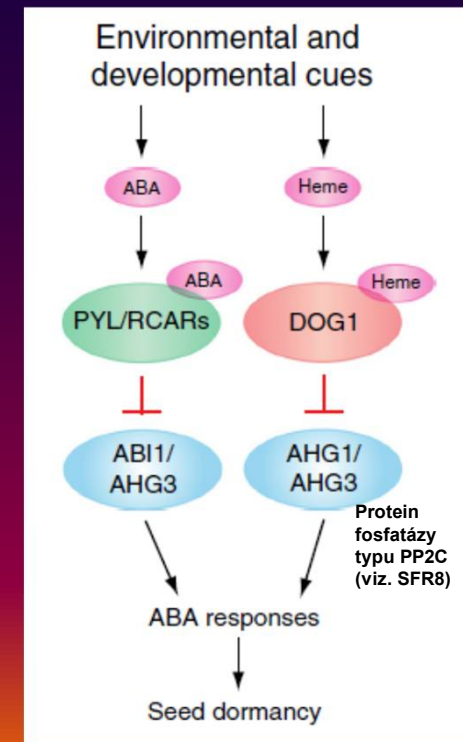 Environmental and
developmental cues
ABA
Heme
ABA
Heme
PYL/RCARs
DOG1
ABI1/
AHG3
AHG1/
AHG3
Protein
fosfatázy
typu PP2C
(viz. SFR8)
ABA responses
Seed dormancy